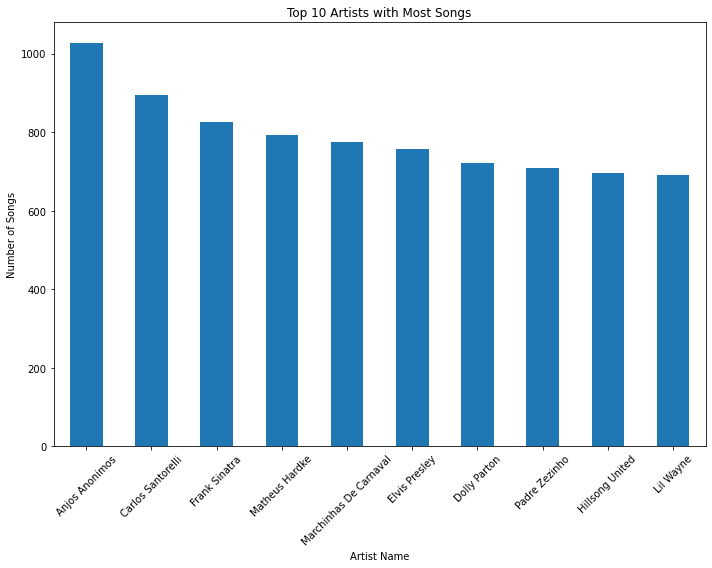 Top 10 Artists with Most Songs
1000
800
600
400
200
0
Number of Songs
Anjos Anonimos
Carlos Santorelli
Frank Sinatra
Matheus Hardke
Marchinhas De Carnaval
Elvis Presley
Dolly Parton
Padre Zezinho
Hillsong United
Lil Wayne
Artist Name